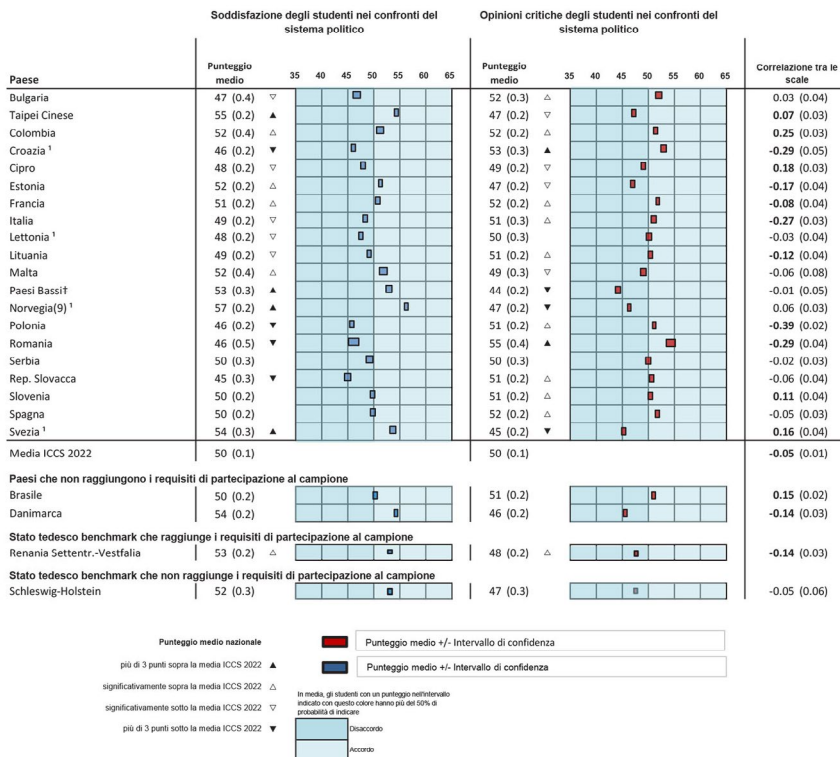 Soddisfazione degli studenti nei confronti del sistema politico
Opinioni critiche degli studenti nei confronti del sistema politico
Paese
Punteggio medio
35 40 45 50 55 60 65
Punteggio medio
35 40 45 50 55 60 65
Correlazione tra le scale
Bulgaria 47 (0.4) ▽ 52 (0.3) △ 0.03 (0.04)
Taipei Cinese 55 (0.2) ▲ 47 (0.2) ▽ 0.07 (0.03)
Colombia 52 (0.4) △ 52 (0.2) △ 0.25 (0.03)
Croazia ¹ 46 (0.2) ▼ 53 (0.3) ▲ -0.29 (0.05)
Cipro 48 (0.2) ▽ 49 (0.2) ▽ 0.18 (0.03)
Estonia 52 (0.2) △ 47 (0.2) ▽ -0.17 (0.04)
Francia 51 (0.2) △ 52 (0.2) △ -0.08 (0.04)
Italia 49 (0.2) ▽ 51 (0.3) △ -0.27 (0.03)
Lettonia ¹ 48 (0.2) ▽ 50 (0.3) -0.03 (0.04)
Lituania 49 (0.2) ▽ 51 (0.2) △ -0.12 (0.04)
Malta 52 (0.4) △ 49 (0.3) ▽ -0.06 (0.08)
Paesi Bassi† 53 (0.3) ▲ 44 (0.2) ▼ -0.01 (0.05)
Norvegia(9) ¹ 57 (0.2) ▲ 47 (0.2) ▼ 0.06 (0.03)
Polonia 46 (0.2) ▼ 51 (0.2) △ -0.39 (0.02)
Romania 46 (0.5) ▼ 55 (0.4) ▲ -0.29 (0.04)
Serbia 50 (0.3) 50 (0.3) -0.02 (0.03)
Rep. Slovacca 45 (0.3) ▼ 51 (0.2) △ -0.06 (0.04)
Slovenia 50 (0.2) 51 (0.2) △ 0.11 (0.04)
Spagna 50 (0.2) 52 (0.2) △ -0.05 (0.03)
Svezia ¹ 54 (0.3) ▲ 45 (0.2) ▼ 0.16 (0.04)
Media ICCS 2022 50 (0.1) 50 (0.1) -0.05 (0.01)
Paesi che non raggiungono i requisiti di partecipazione al campione
Brasile 50 (0.2) 51 (0.2) 0.15 (0.02)
Danimarca 54 (0.2) 46 (0.2) -0.14 (0.03)
Stato tedesco benchmark che raggiunge i requisiti di partecipazione al campione
Renania Settentr.-Vestfalia 53 (0.2) △ 48 (0.2) △ -0.14 (0.03)
Stato tedesco benchmark che non raggiunge i requisiti di partecipazione al campione
Schleswig-Holstein 52 (0.3) 47 (0.3) -0.05 (0.06)
Punteggio medio nazionale
più di 3 punti sopra la media ICCS 2022 ▲
significativamente sopra la media ICCS 2022 △
significativamente sotto la media ICCS 2022 ▽
più di 3 punti sotto la media ICCS 2022 ▼
Punteggio medio +/- Intervallo di confidenza
Punteggio medio +/- Intervallo di confidenza
In media, gli studenti con un punteggio nell'intervallo
indicato con questo colore hanno più del 50% di
probabilità di indicare
Disaccordo
Accordo